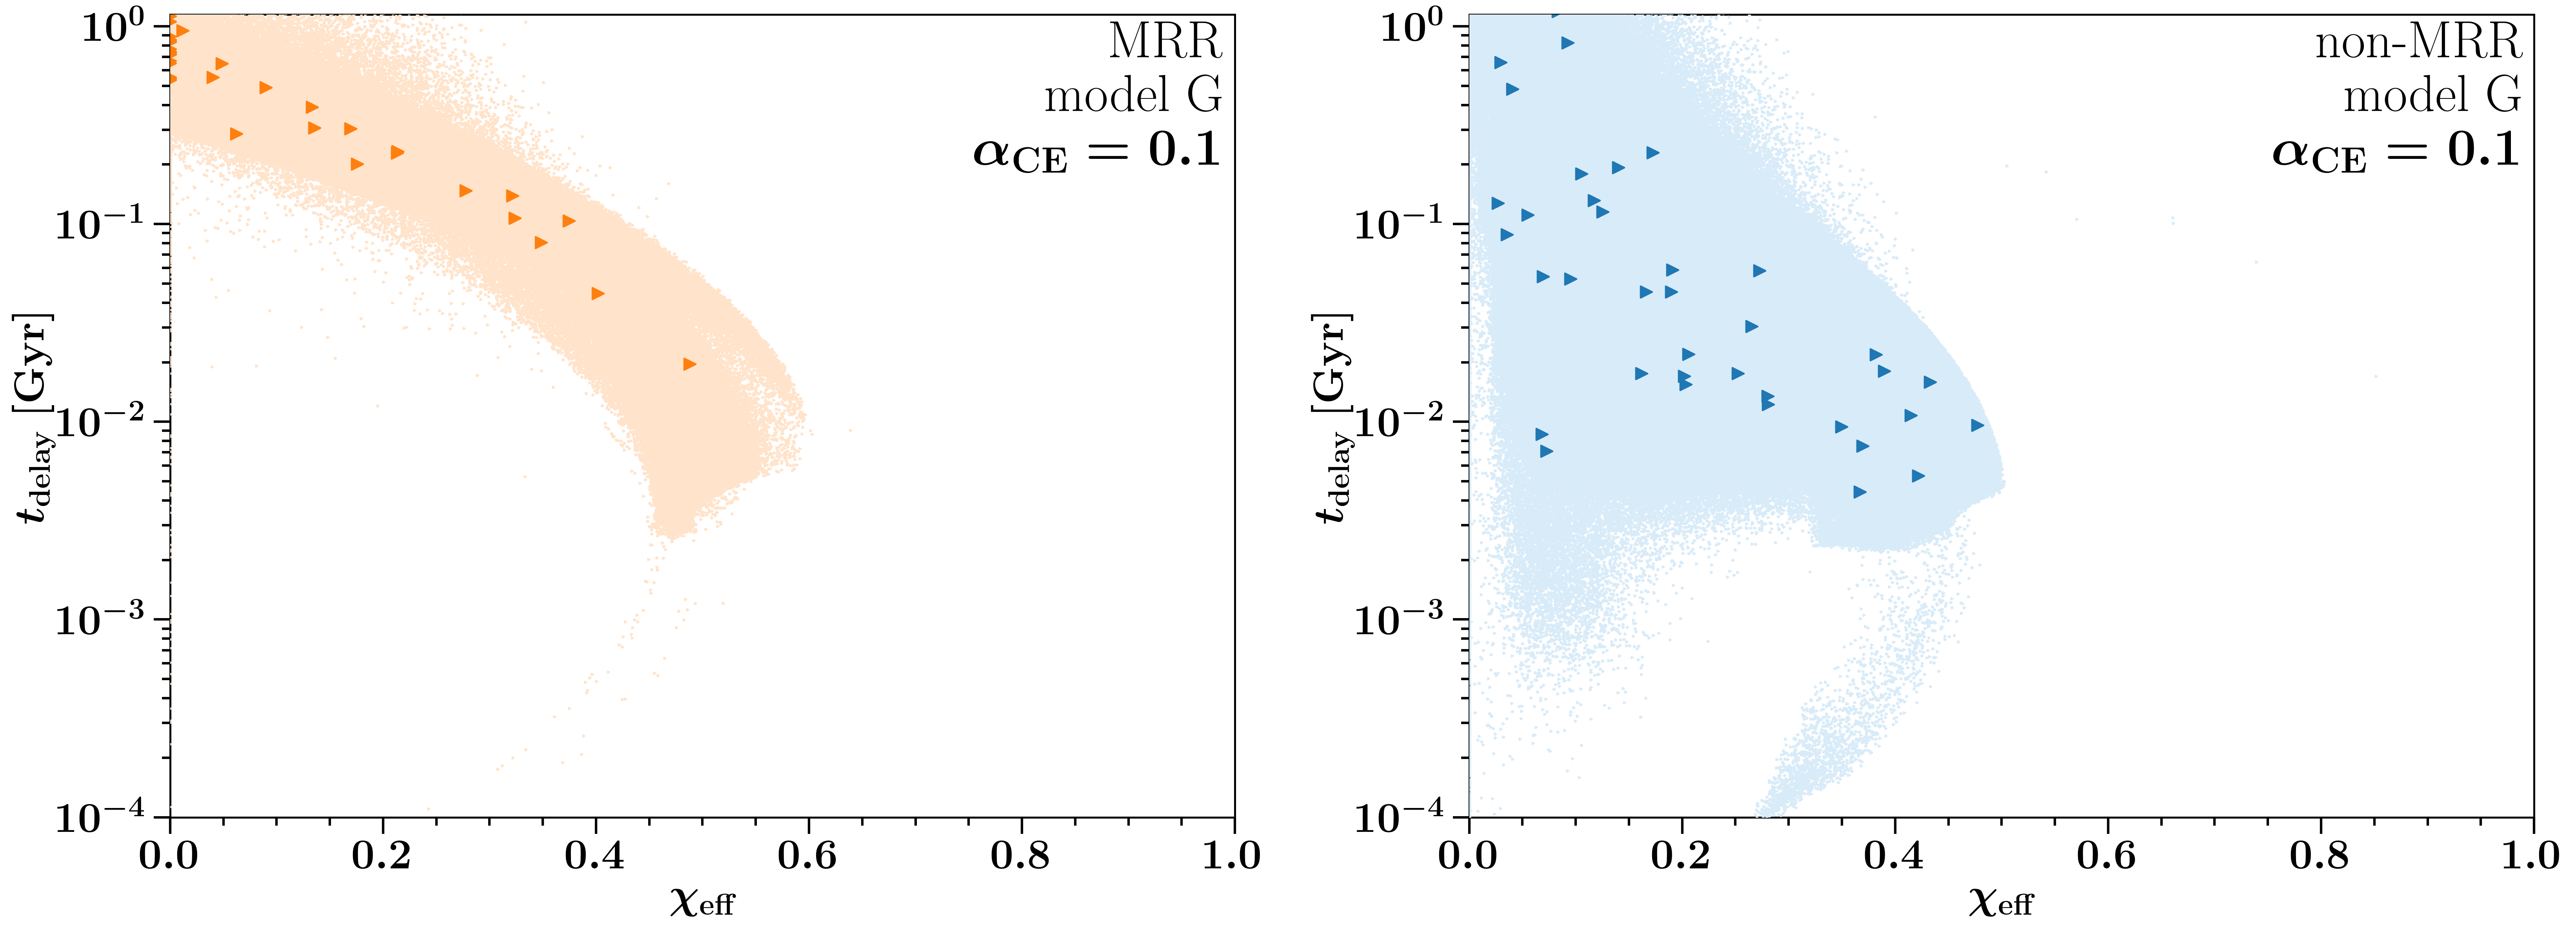 MRR
model G
α_CE = 0.1
10^0
10^−1
10^−2
10^−3
10^−4
t_delay [Gyr]
0.0 0.2 0.4 0.6 0.8 1.0
χ_eff
non-MRR
model G
α_CE = 0.1
10^0
10^−1
10^−2
10^−3
10^−4
t_delay [Gyr]
0.0 0.2 0.4 0.6 0.8 1.0
χ_eff